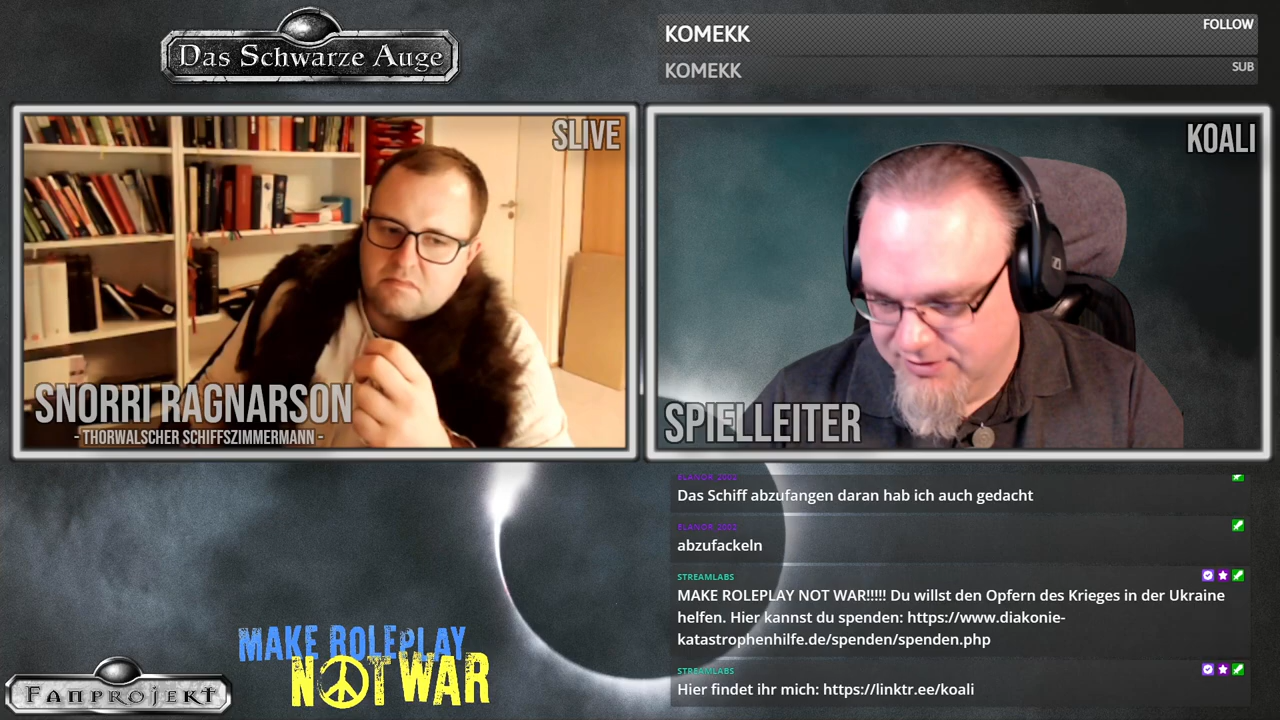 Das Schwarze Auge
KOMEKK
FOLLOW
KOMEKK
SUB
SLIVE
SNORRI RAGNARSON
- THORWALSCHER SCHIFFSZIMMERMANN -
KOALI
SPIELLEITER
ELANOR_2002
Das Schiff abzufangen daran hab ich auch gedacht
ELANOR_2002
abzufackeln
STREAMLABS
MAKE ROLEPLAY NOT WAR!!!!! Du willst den Opfern des Krieges in der Ukraine
helfen. Hier kannst du spenden: https://www.diakonie-
katastrophenhilfe.de/spenden/spenden.php
STREAMLABS
Hier findet ihr mich: https://linktr.ee/koali
MAKE ROLEPLAY
NOT WAR
FANPROJEKT